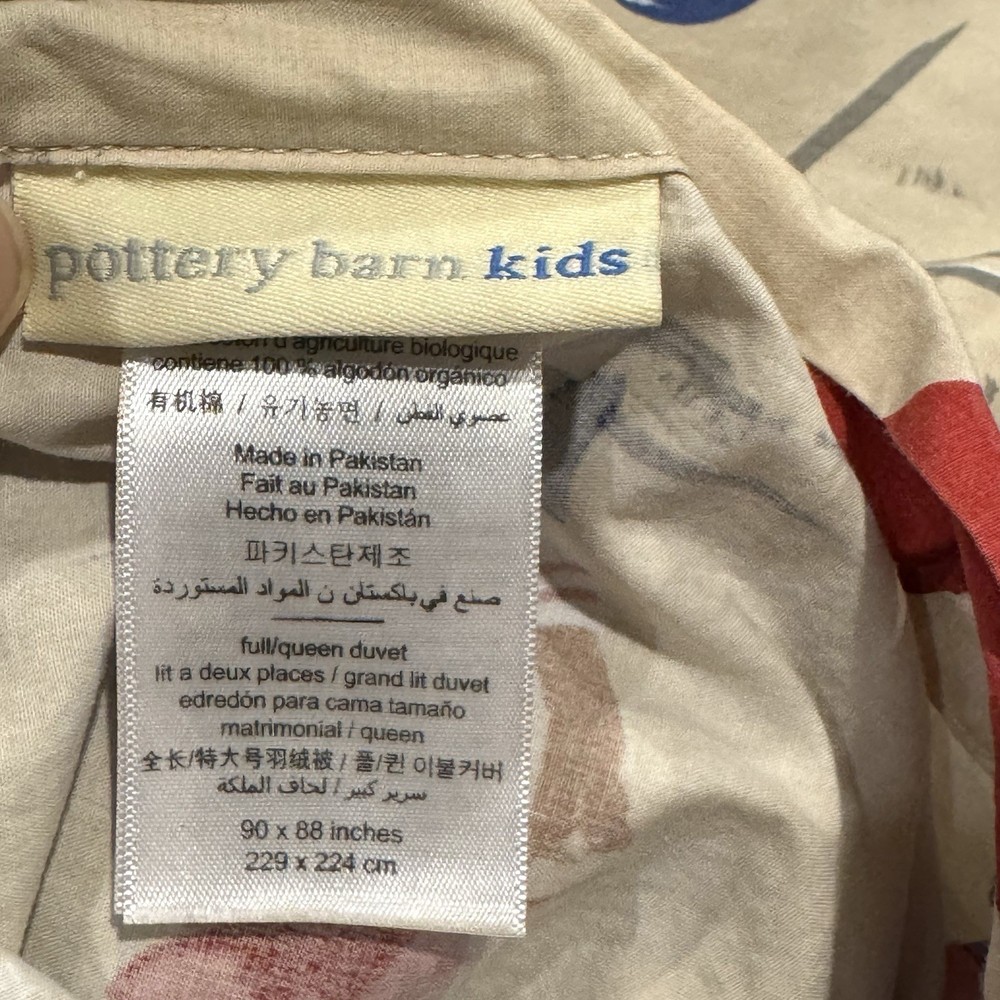 pottery barn kids
d'agriculture biologique
contiene 100 % algodón orgánico
有机棉 / 유기농면 / عضوي القطن
Made in Pakistan
Fait au Pakistan
Hecho en Pakistán
파키스탄제조
صنع في باكستان ن المواد المستوردة
full/queen duvet
lit a deux places / grand lit duvet
edredón para cama tamaño
matrimonial / queen
全长/特大号羽绒被 / 풀/퀸 이불커버
سرير كبير / لحاف الملكة
90 x 88 inches
229 x 224 cm